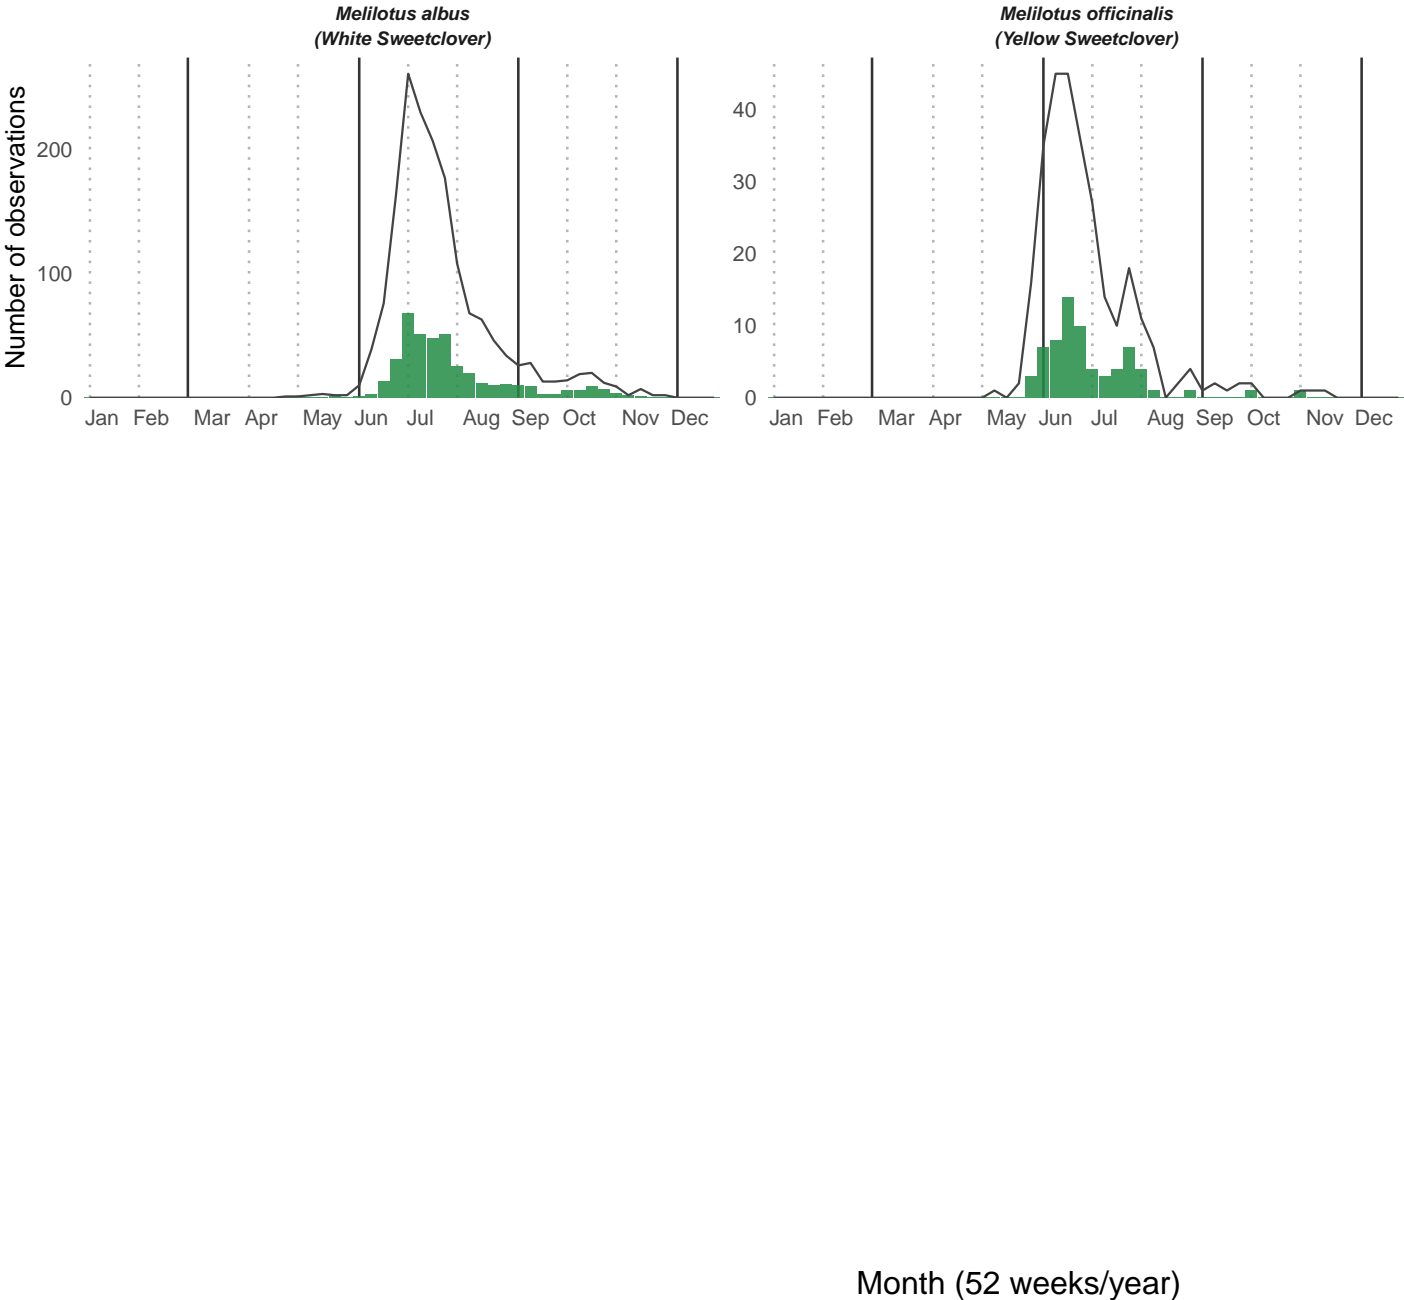 Melilotus albus
(White Sweetclover)
Melilotus officinalis
(Yellow Sweetclover)
Number of observations
200
100
0
Jan Feb Mar Apr May Jun Jul Aug Sep Oct Nov Dec
40
30
20
10
0
Jan Feb Mar Apr May Jun Jul Aug Sep Oct Nov Dec
Month (52 weeks/year)